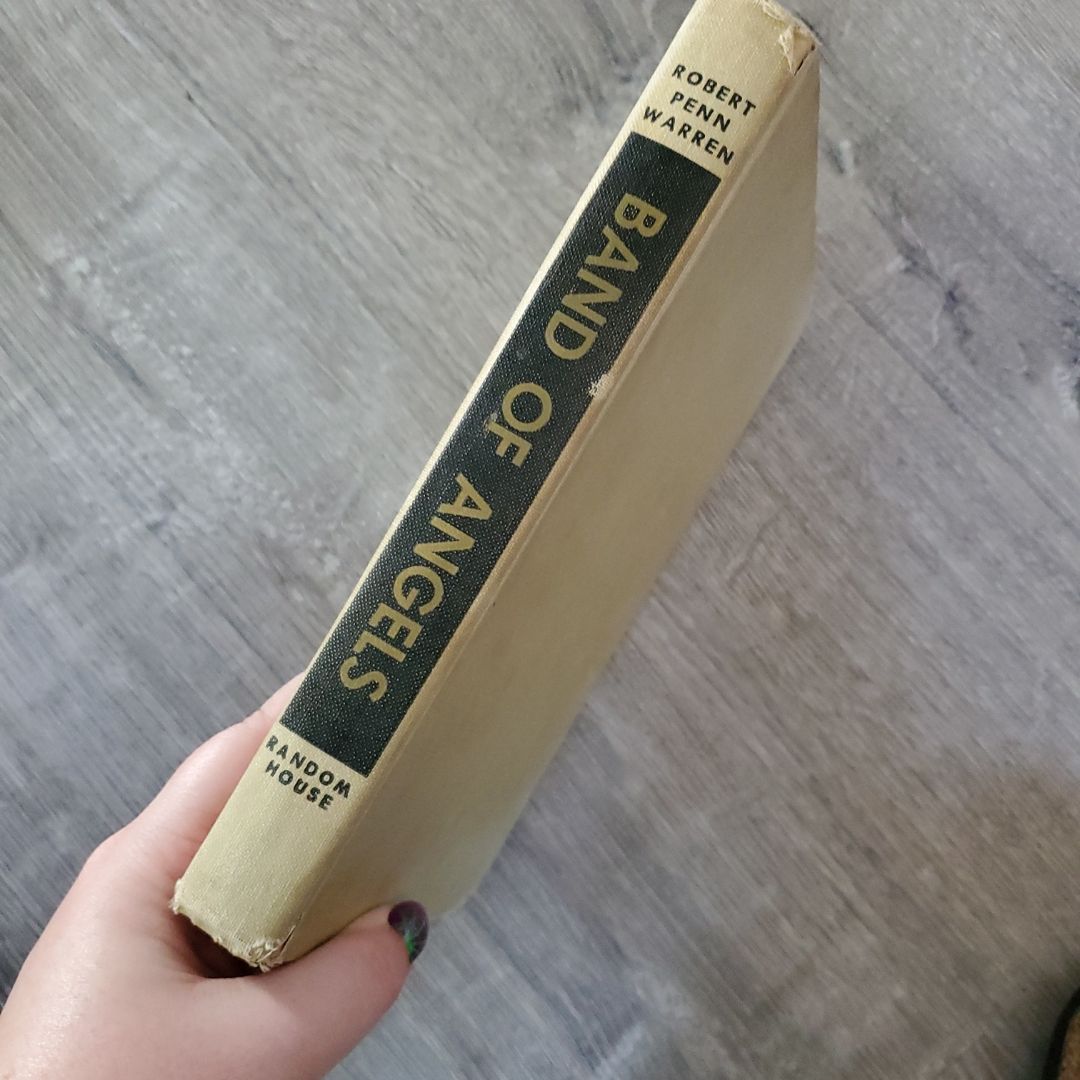 ROBERT
PENN
WARREN
BAND OF ANGELS
RANDOM
HOUSE